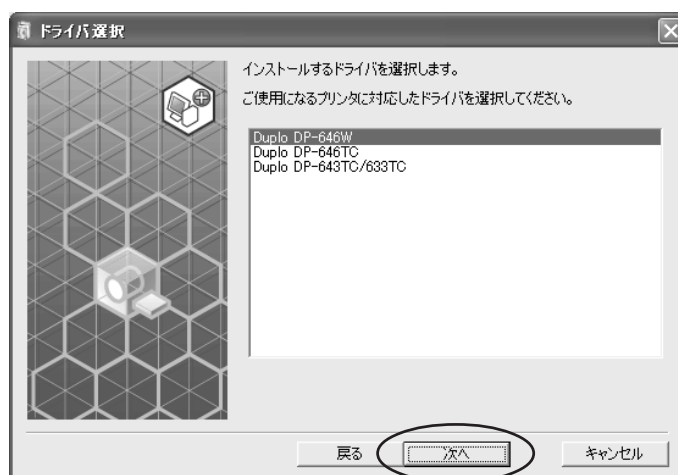 ドライバ選択
インストールするドライバを選択します。
ご使用になるプリンタに対応したドライバを選択してください。
Duplo DP-646W
Duplo DP-646TC
Duplo DP-643TC/633TC
戻る
次へ
キャンセル